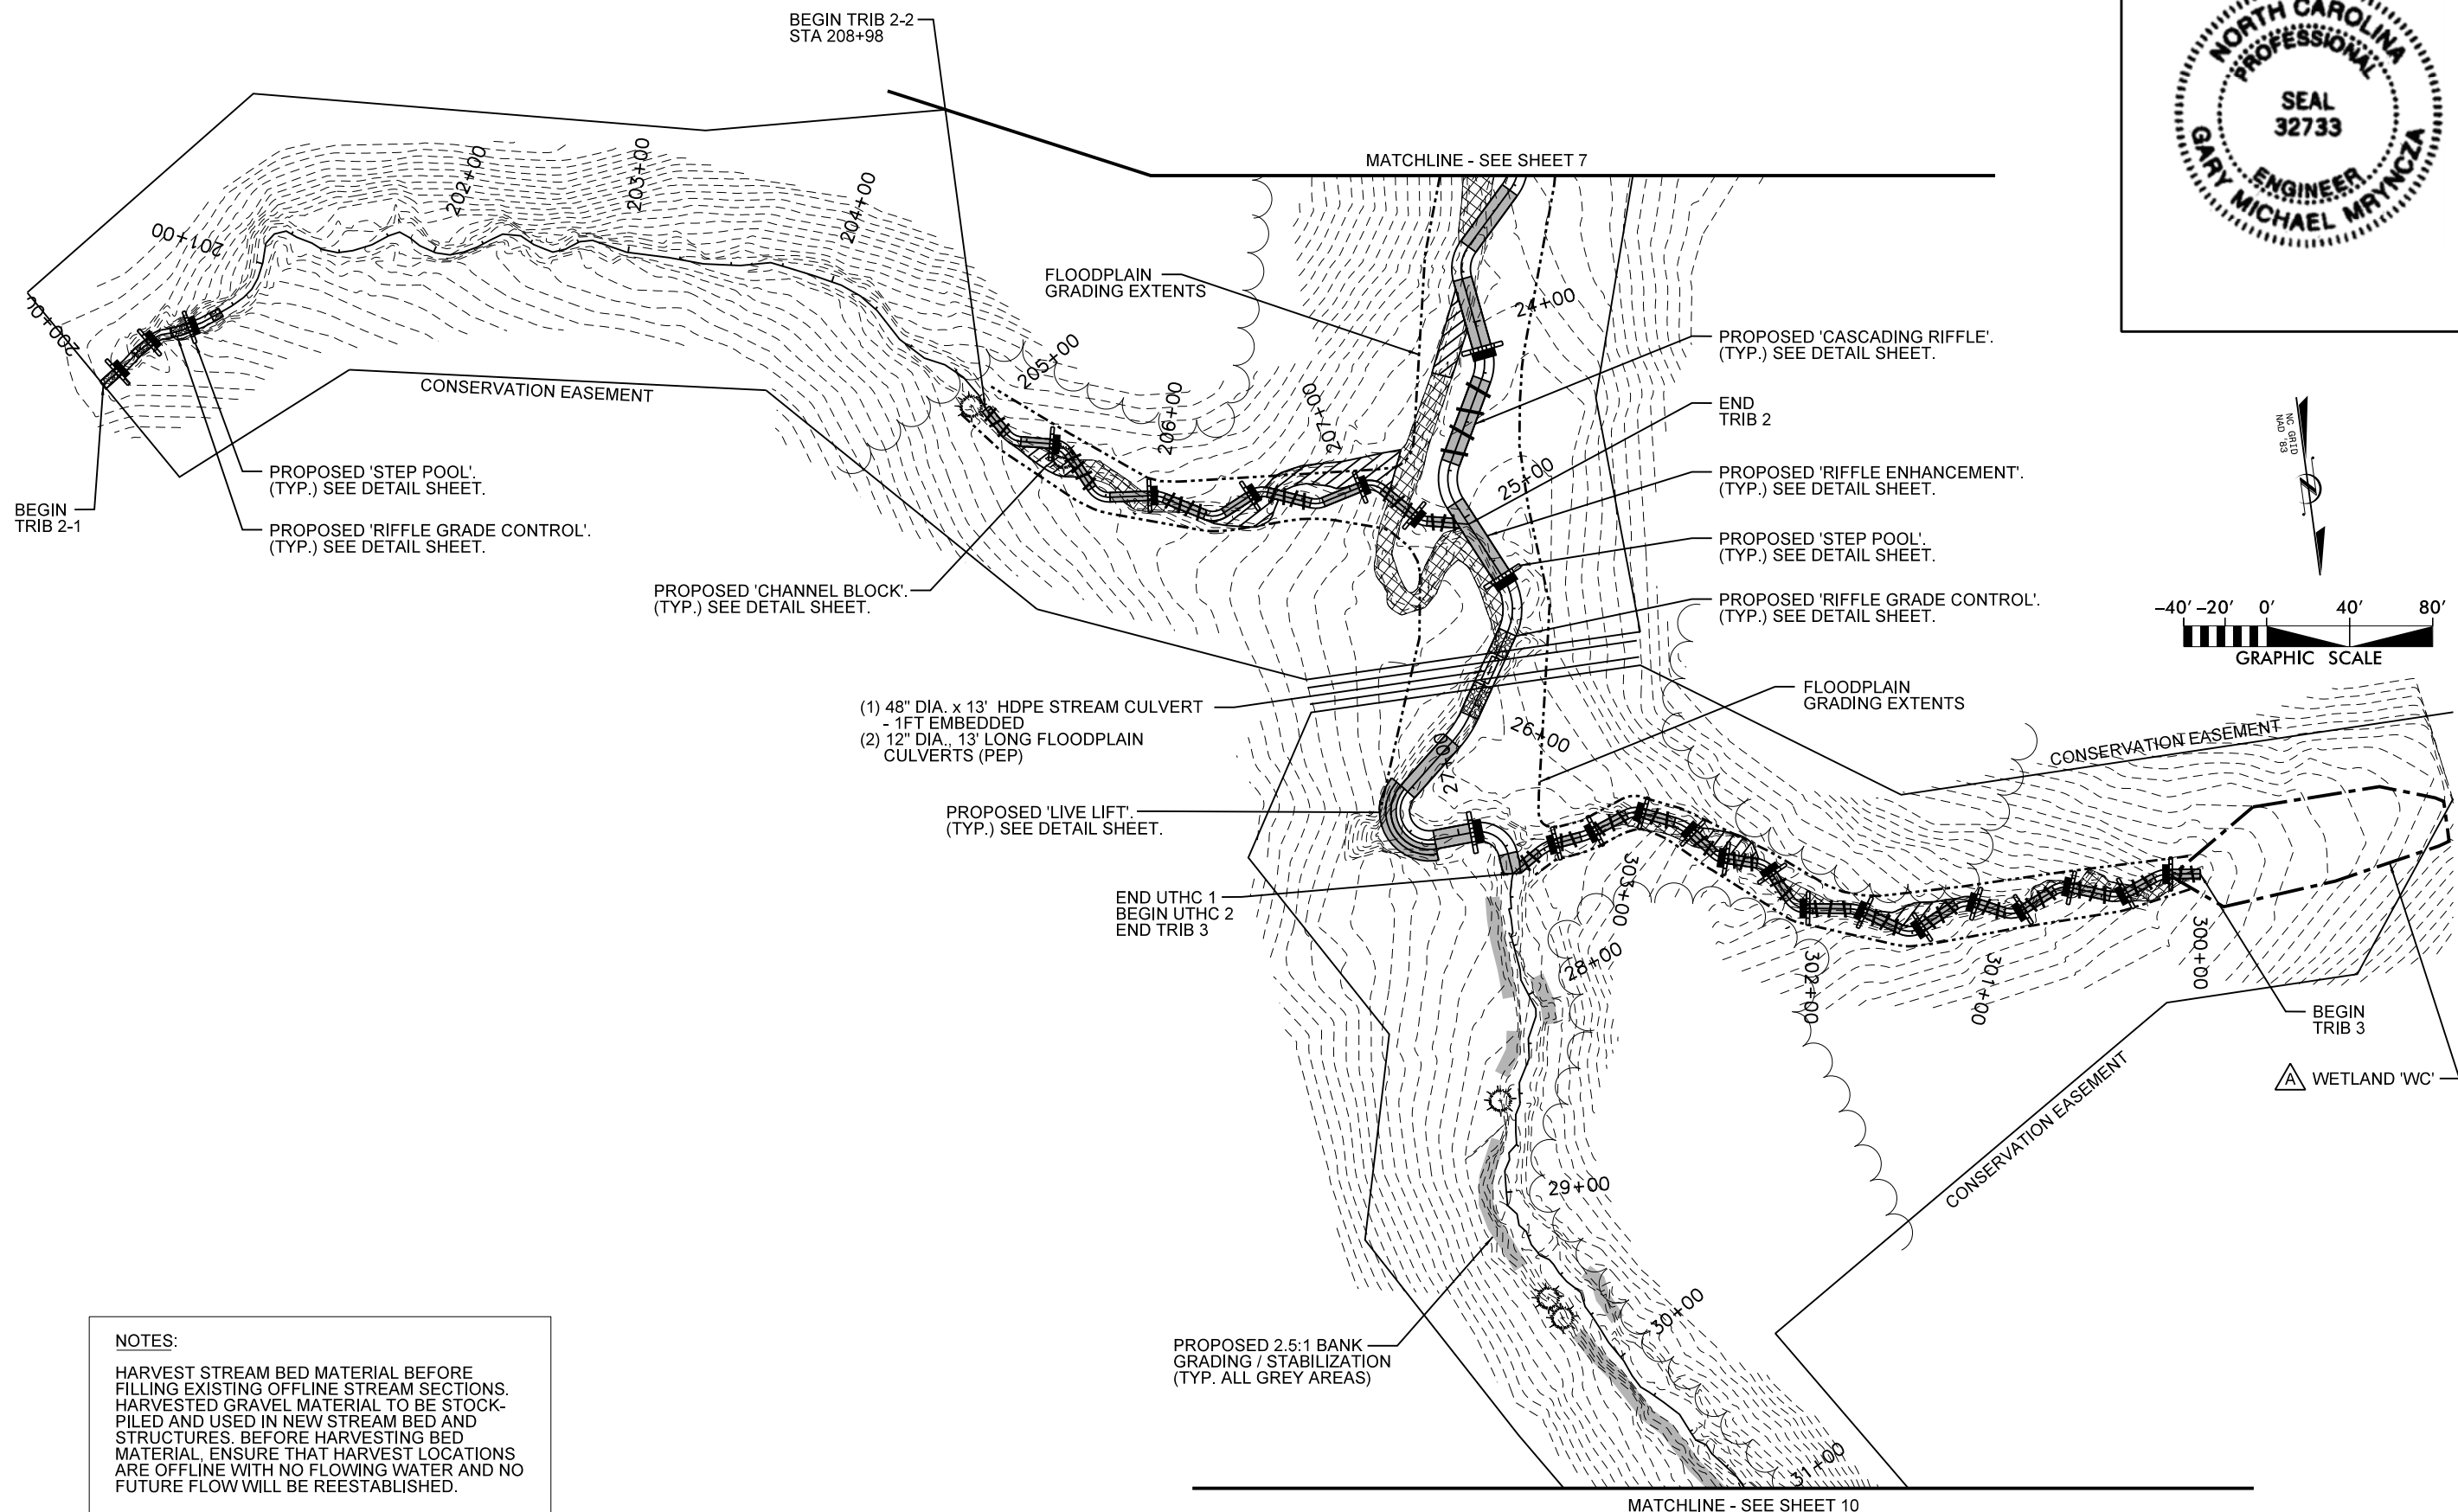 BEGIN TRIB 2-2
STA 208+98
NORTH CAROLINA
PROFESSIONAL
SEAL
32733
ENGINEER
GARY MICHAEL MRYNCZA
MATCHLINE - SEE SHEET 7
200+00
201+00
202+00
203+00
204+00
205+00
206+00
207+00
CONSERVATION EASEMENT
FLOODPLAIN
GRADING EXTENTS
24+00
25+00
26+00
27+00
28+00
29+00
30+00
31+00
PROPOSED 'CASCADING RIFFLE'.
(TYP.) SEE DETAIL SHEET.
END
TRIB 2
PROPOSED 'RIFFLE ENHANCEMENT'.
(TYP.) SEE DETAIL SHEET.
PROPOSED 'STEP POOL'.
(TYP.) SEE DETAIL SHEET.
PROPOSED 'RIFFLE GRADE CONTROL'.
(TYP.) SEE DETAIL SHEET.
NC GRID
NAD '83
-40' -20' 0' 40' 80'
GRAPHIC SCALE
BEGIN
TRIB 2-1
PROPOSED 'STEP POOL'.
(TYP.) SEE DETAIL SHEET.
PROPOSED 'RIFFLE GRADE CONTROL'.
(TYP.) SEE DETAIL SHEET.
PROPOSED 'CHANNEL BLOCK'.
(TYP.) SEE DETAIL SHEET.
(1) 48" DIA. x 13' HDPE STREAM CULVERT
- 1FT EMBEDDED
(2) 12" DIA., 13' LONG FLOODPLAIN
CULVERTS (PEP)
FLOODPLAIN
GRADING EXTENTS
CONSERVATION EASEMENT
PROPOSED 'LIVE LIFT'.
(TYP.) SEE DETAIL SHEET.
END UTHC 1
BEGIN UTHC 2
END TRIB 3
303+00
302+00
301+00
300+00
BEGIN
TRIB 3
A WETLAND 'WC'
CONSERVATION EASEMENT
PROPOSED 2.5:1 BANK
GRADING / STABILIZATION
(TYP. ALL GREY AREAS)
NOTES:
HARVEST STREAM BED MATERIAL BEFORE
FILLING EXISTING OFFLINE STREAM SECTIONS.
HARVESTED GRAVEL MATERIAL TO BE STOCK-
PILED AND USED IN NEW STREAM BED AND
STRUCTURES. BEFORE HARVESTING BED
MATERIAL, ENSURE THAT HARVEST LOCATIONS
ARE OFFLINE WITH NO FLOWING WATER AND NO
FUTURE FLOW WILL BE REESTABLISHED.
MATCHLINE - SEE SHEET 10